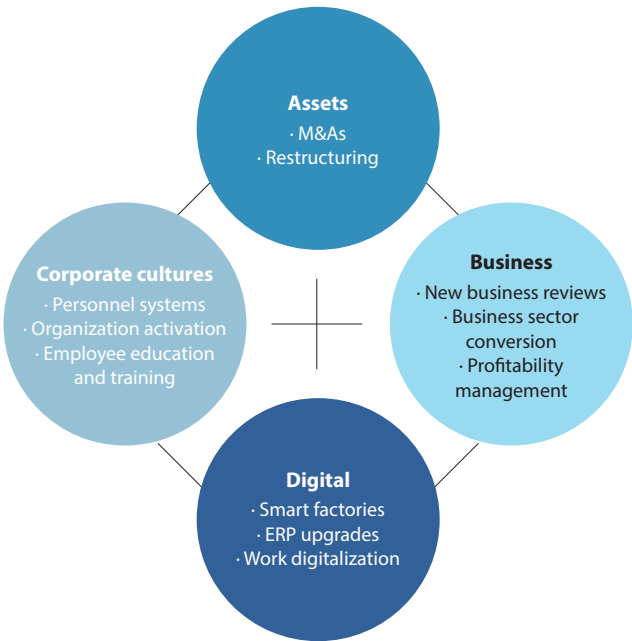 Assets
· M&As
· Restructuring
Corporate cultures
· Personnel systems
· Organization activation
· Employee education
and training
Business
· New business reviews
· Business sector
conversion
· Profitability
management
Digital
· Smart factories
· ERP upgrades
· Work digitalization